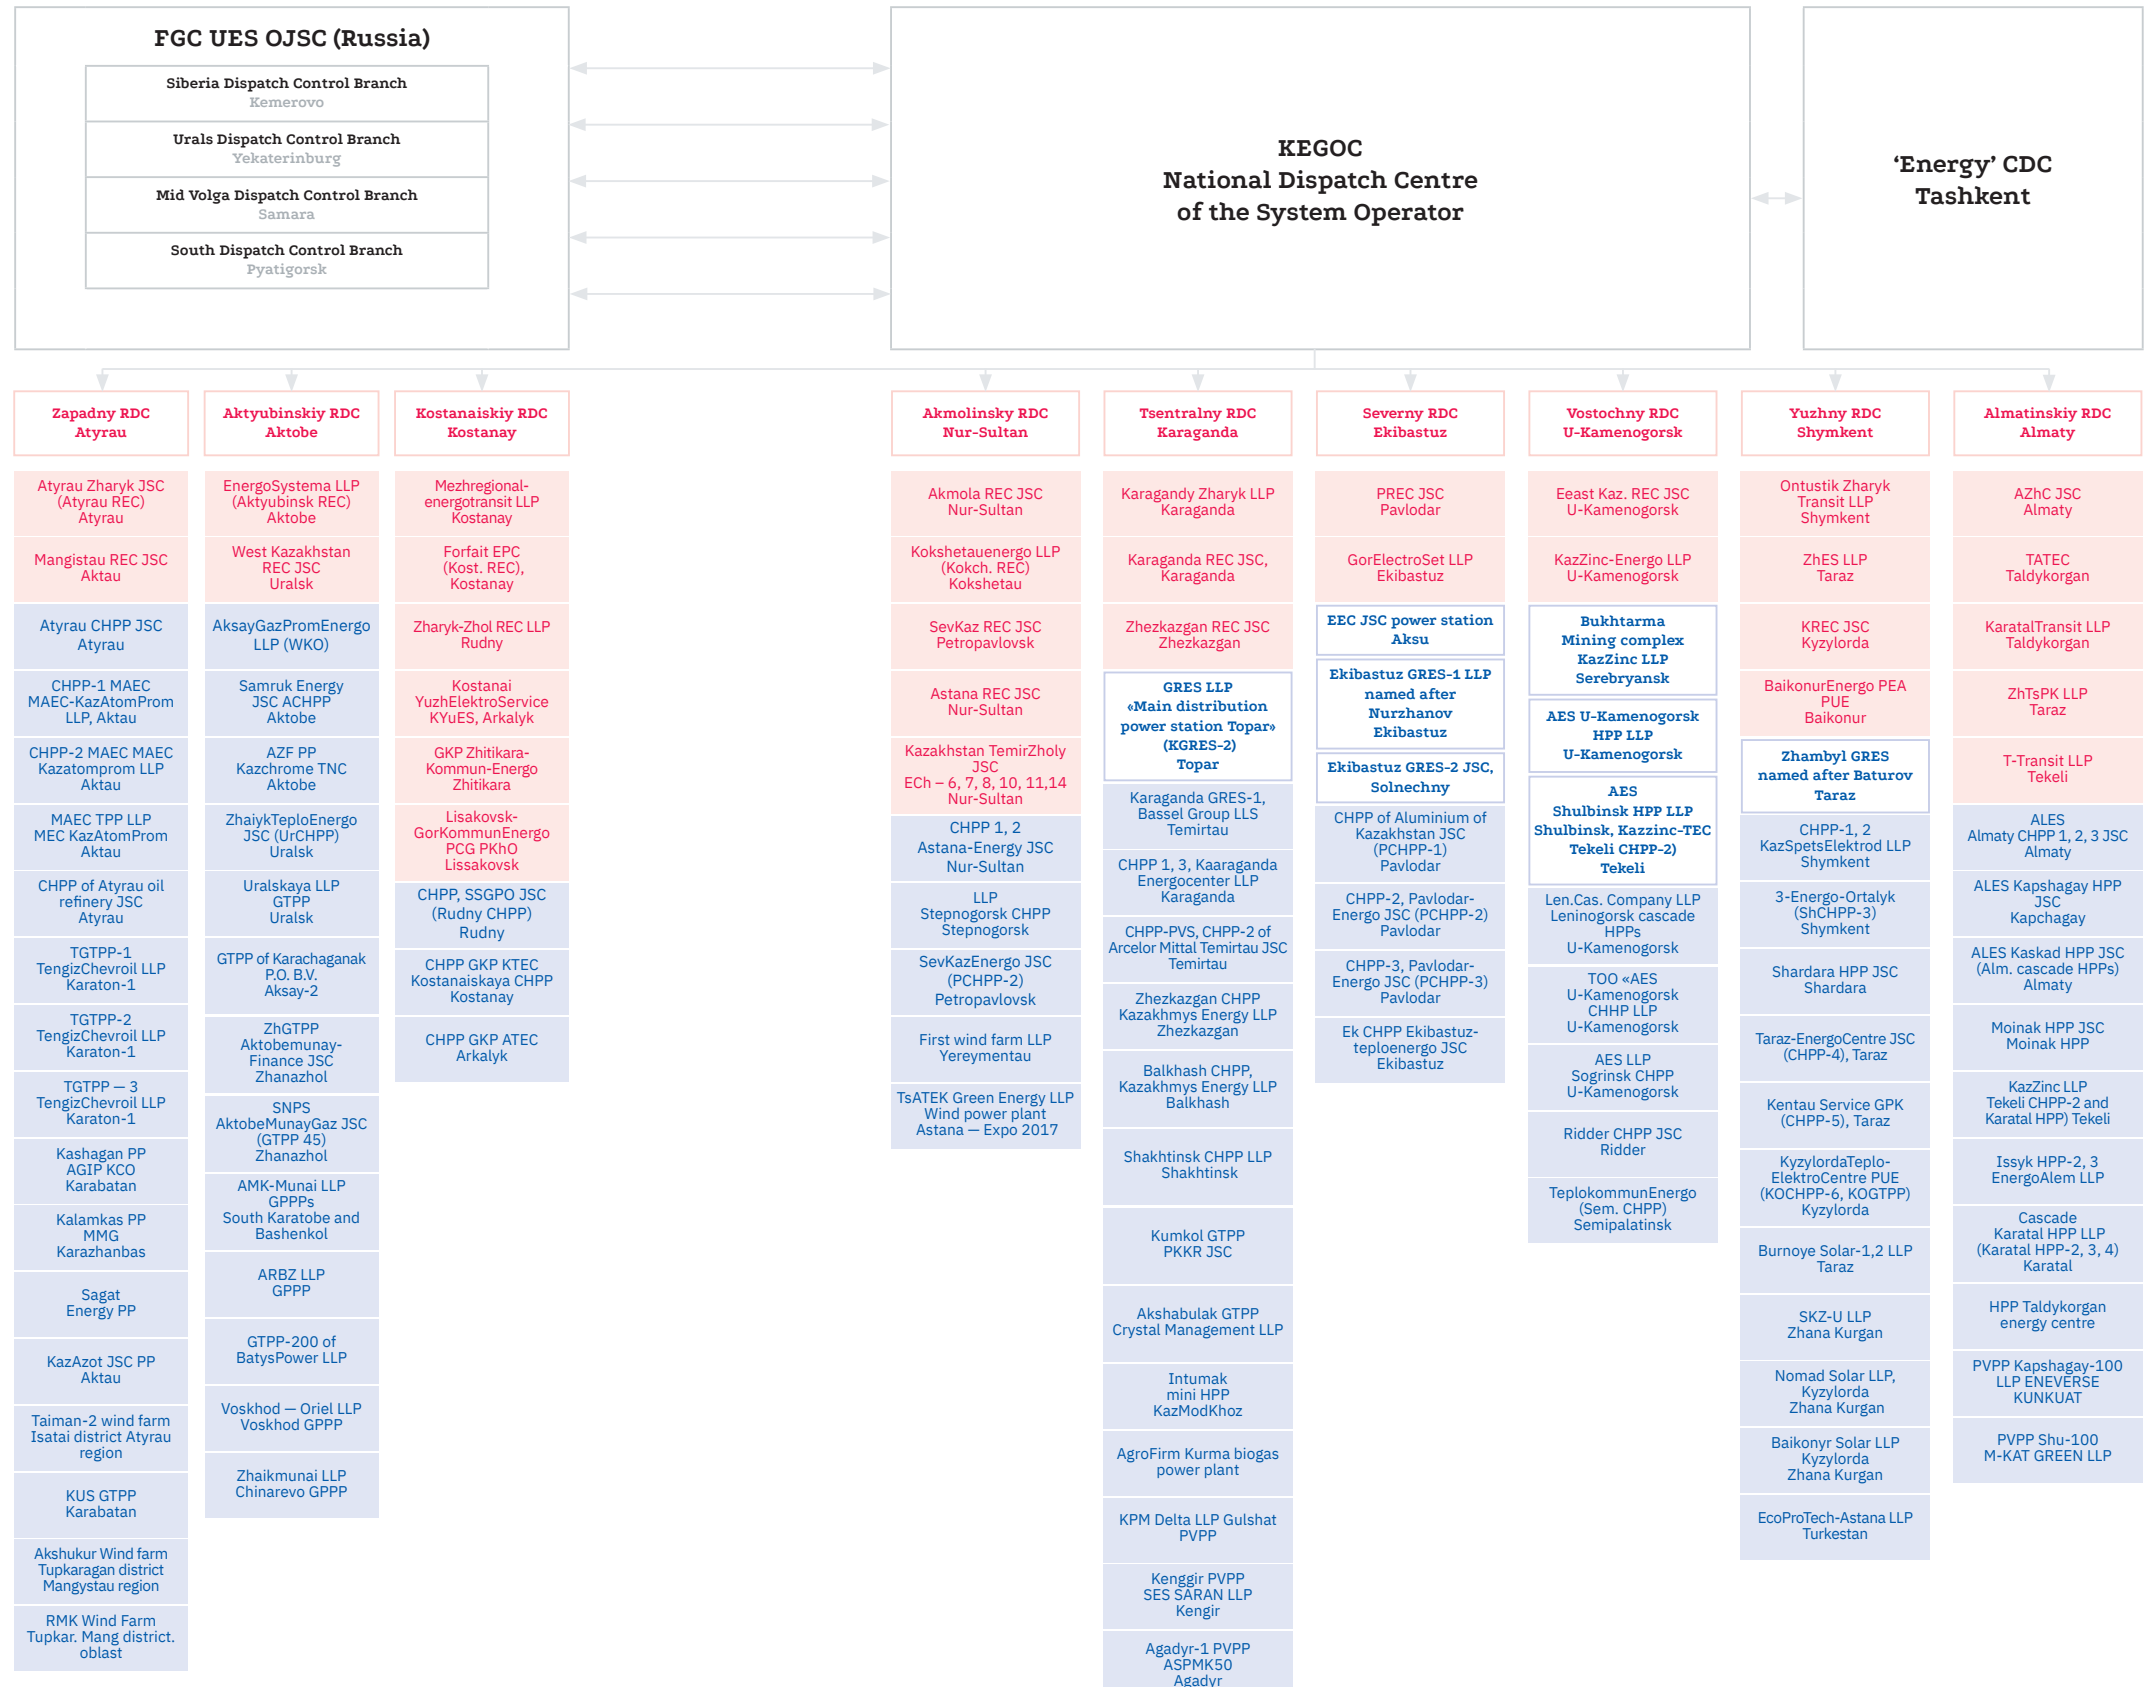 FGC UES OJSC (Russia)
Siberia Dispatch Control Branch
Kemerovo
Urals Dispatch Control Branch
Yekaterinburg
Mid Volga Dispatch Control Branch
Samara
South Dispatch Control Branch
Pyatigorsk
KEGOC
National Dispatch Centre
of the System Operator
‘Energy’ CDC
Tashkent
Zapadny RDC
Atyrau
Atyrau Zharyk JSC
(Atyrau REC)
Atyrau
Mangistau REC JSC
Aktau
Atyrau CHPP JSC
Atyrau
CHPP-1 MAEC
MAEC-KazAtomProm
LLP, Aktau
CHPP-2 MAEC MAEC
Kazatomprom LLP
Aktau
MAEC TPP LLP
MEC KazAtomProm
Aktau
CHPP of Atyrau oil
refinery JSC
Atyrau
TGTPP-1
TengizChevroil LLP
Karaton-1
TGTPP-2
TengizChevroil LLP
Karaton-1
TGTPP — 3
TengizChevroil LLP
Karaton-1
Kashagan PP
AGIP KCO
Karabatan
Kalamkas PP
MMG
Karazhanbas
Sagat
Energy PP
KazAzot JSC PP
Aktau
Taiman-2 wind farm
Isatai district Atyrau
region
KUS GTPP
Karabatan
Akshukur Wind farm
Tupkaragan district
Mangystau region
RMK Wind Farm
Tupkar. Mang district.
oblast
Aktyubinskiy RDC
Aktobe
EnergoSystema LLP
(Aktyubinsk REC)
Aktobe
West Kazakhstan
REC JSC
Uralsk
AksayGazPromEnergo
LLP (WKO)
Samruk Energy
JSC ACHPP
Aktobe
AZF PP
Kazchrome TNC
Aktobe
ZhaiykTeploEnergo
JSC (UrCHPP)
Uralsk
Uralskaya LLP
GTPP
Uralsk
GTPP of Karachaganak
P.O. B.V.
Aksay-2
ZhGTPP
Aktobemunay-
Finance JSC
Zhanazhol
SNPS
AktobeMunayGaz JSC
(GTPP 45)
Zhanazhol
AMK-Munai LLP
GPPPs
South Karatobe and
Bashenkol
ARBZ LLP
GPPP
GTPP-200 of
BatysPower LLP
Voskhod — Oriel LLP
Voskhod GPPP
Zhaikmunai LLP
Chinarevo GPPP
Kostanaiskiy RDC
Kostanay
Mezhregional-
energotransit LLP
Kostanay
Forfait EPC
(Kost. REC),
Kostanay
Zharyk-Zhol REC LLP
Rudny
Kostanai
YuzhElektroService
KYuES, Arkalyk
GKP Zhitikara-
Kommun-Energo
Zhitikara
Lisakovsk-
GorKommunEnergo
PCG PKhO
Lissakovsk
CHPP, SSGPO JSC
(Rudny CHPP)
Rudny
CHPP GKP KTEC
Kostanaiskaya CHPP
Kostanay
CHPP GKP ATEC
Arkalyk
Akmolinsky RDC
Nur-Sultan
Akmola REC JSC
Nur-Sultan
Kokshetauenergo LLP
(Kokch. REC)
Kokshetau
SevKaz REC JSC
Petropavlovsk
Astana REC JSC
Nur-Sultan
Kazakhstan TemirZholy
JSC
ECh – 6, 7, 8, 10, 11,14
Nur-Sultan
CHPP 1, 2
Astana-Energy JSC
Nur-Sultan
LLP
Stepnogorsk CHPP
Stepnogorsk
SevKazEnergo JSC
(PCHPP-2)
Petropavlovsk
First wind farm LLP
Yereymentau
TsATEK Green Energy LLP
Wind power plant
Astana — Expo 2017
Tsentralny RDC
Karaganda
Karagandy Zharyk LLP
Karaganda
Karaganda REC JSC,
Karaganda
Zhezkazgan REC JSC
Zhezkazgan
GRES LLP
«Main distribution
power station Topar»
(KGRES-2)
Topar
Karaganda GRES-1,
Bassel Group LLS
Temirtau
CHPP 1, 3, Kaaraganda
Energocenter LLP
Karaganda
CHPP-PVS, CHPP-2 of
Arcelor Mittal Temirtau JSC
Temirtau
Zhezkazgan CHPP
Kazakhmys Energy LLP
Zhezkazgan
Balkhash CHPP,
Kazakhmys Energy LLP
Balkhash
Shakhtinsk CHPP LLP
Shakhtinsk
Kumkol GTPP
PKKR JSC
Akshabulak GTPP
Crystal Management LLP
Intumak
mini HPP
KazModKhoz
AgroFirm Kurma biogas
power plant
KPM Delta LLP Gulshat
PVPP
Kenggir PVPP
SES SARAN LLP
Kengir
Agadyr-1 PVPP
ASPMK50
Agadyr
Severny RDC
Ekibastuz
PREC JSC
Pavlodar
GorElectroSet LLP
Ekibastuz
EEC JSC power station
Aksu
Ekibastuz GRES-1 LLP
named after
Nurzhanov
Ekibastuz
Ekibastuz GRES-2 JSC,
Solnechny
CHPP of Aluminium of
Kazakhstan JSC
(PCHPP-1)
Pavlodar
CHPP-2, Pavlodar-
Energo JSC (PCHPP-2)
Pavlodar
CHPP-3, Pavlodar-
Energo JSC (PCHPP-3)
Pavlodar
Ek CHPP Ekibastuz-
teploenergo JSC
Ekibastuz
Vostochny RDC
U-Kamenogorsk
Eeast Kaz. REC JSC
U-Kamenogorsk
KazZinc-Energo LLP
U-Kamenogorsk
Bukhtarma
Mining complex
KazZinc LLP
Serebryansk
AES U-Kamenogorsk
HPP LLP
U-Kamenogorsk
AES
Shulbinsk HPP LLP
Shulbinsk, Kazzinc-TEC
Tekeli CHPP-2)
Tekeli
Len.Cas. Company LLP
Leninogorsk cascade
HPPs
U-Kamenogorsk
TOO «AES
U-Kamenogorsk
CHHP LLP
U-Kamenogorsk
AES LLP
Sogrinsk CHPP
U-Kamenogorsk
Ridder CHPP JSC
Ridder
TeplokommunEnergo
(Sem. CHPP)
Semipalatinsk
Yuzhny RDC
Shymkent
Ontustik Zharyk
Transit LLP
Shymkent
ZhES LLP
Taraz
KREC JSC
Kyzylorda
BaikonurEnergo PEA
PUE
Baikonur
Zhambyl GRES
named after Baturov
Taraz
CHPP-1, 2
KazSpetsElektrod LLP
Shymkent
3-Energo-Ortalyk
(ShCHPP-3)
Shymkent
Shardara HPP JSC
Shardara
Taraz-EnergoCentre JSC
(CHPP-4), Taraz
Kentau Service GPK
(CHPP-5), Taraz
KyzylordaTeplo-
ElektroCentre PUE
(KOCHPP-6, KOGTPP)
Kyzylorda
Burnoye Solar-1,2 LLP
Taraz
SKZ-U LLP
Zhana Kurgan
Nomad Solar LLP,
Kyzylorda
Zhana Kurgan
Baikonyr Solar LLP
Kyzylorda
Zhana Kurgan
EcoProTech-Astana LLP
Turkestan
Almatinskiy RDC
Almaty
AZhC JSC
Almaty
TATEC
Taldykorgan
KaratalTransit LLP
Taldykorgan
ZhTsPK LLP
Taraz
T-Transit LLP
Tekeli
ALES
Almaty CHPP 1, 2, 3 JSC
Almaty
ALES Kapshagay HPP
JSC
Kapchagay
ALES Kaskad HPP JSC
(Alm. cascade HPPs)
Almaty
Moinak HPP JSC
Moinak HPP
KazZinc LLP
Tekeli CHPP-2 and
Karatal HPP) Tekeli
Issyk HPP-2, 3
EnergoAlem LLP
Cascade
Karatal HPP LLP
(Karatal HPP-2, 3, 4)
Karatal
HPP Taldykorgan
energy centre
PVPP Kapshagay-100
LLP ENEVERSE
KUNKUAT
PVPP Shu-100
M-KAT GREEN LLP